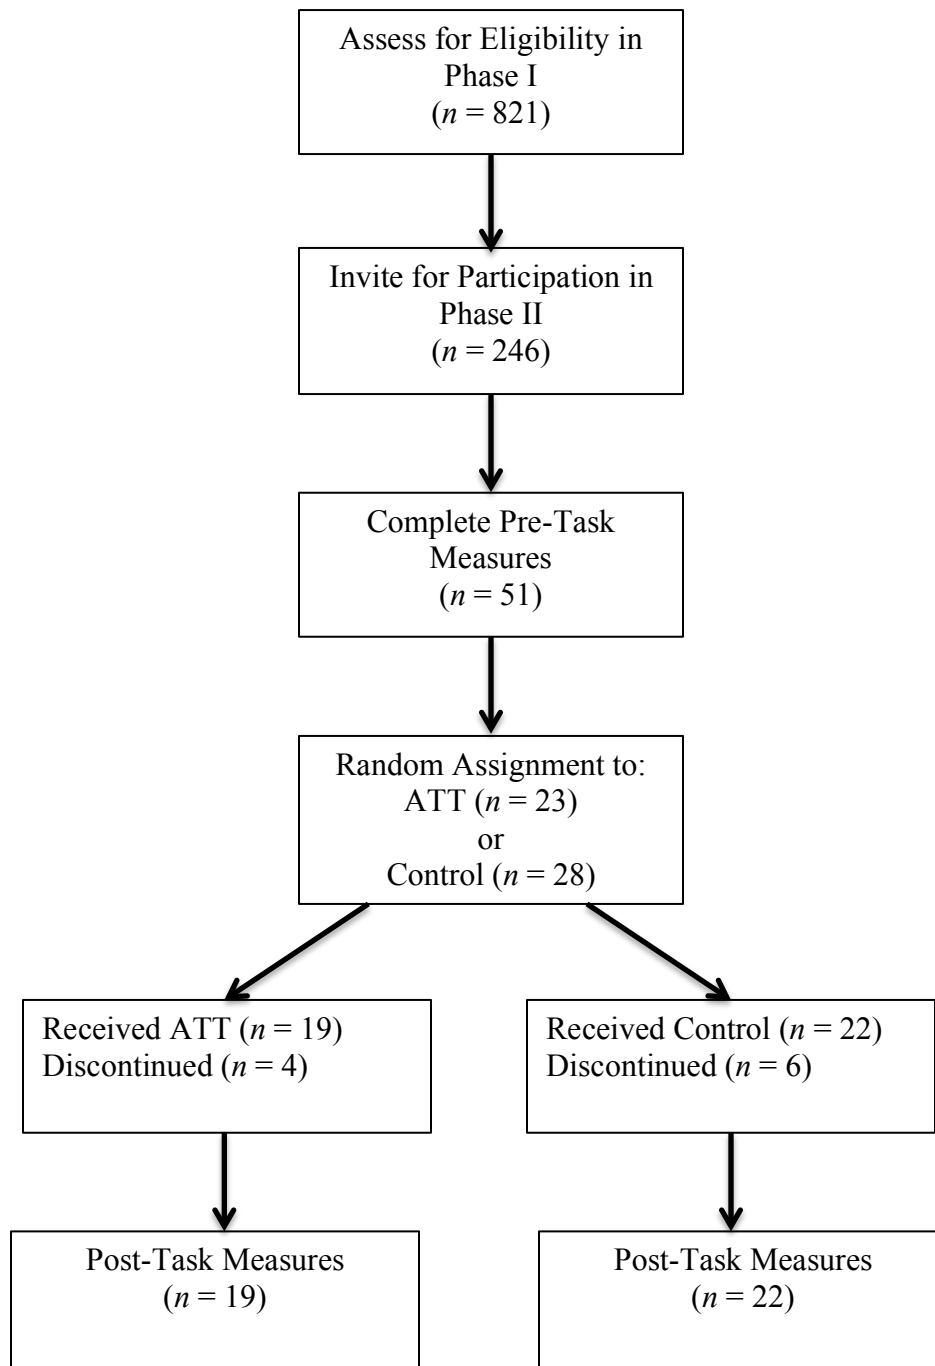 Assess for Eligibility in
Phase I
(n = 821)
Invite for Participation in
Phase II
(n = 246)
Complete Pre-Task
Measures
(n = 51)
Random Assignment to:
ATT (n = 23)
or
Control (n = 28)
Received ATT (n = 19)
Discontinued (n = 4)
Received Control (n = 22)
Discontinued (n = 6)
Post-Task Measures
(n = 19)
Post-Task Measures
(n = 22)